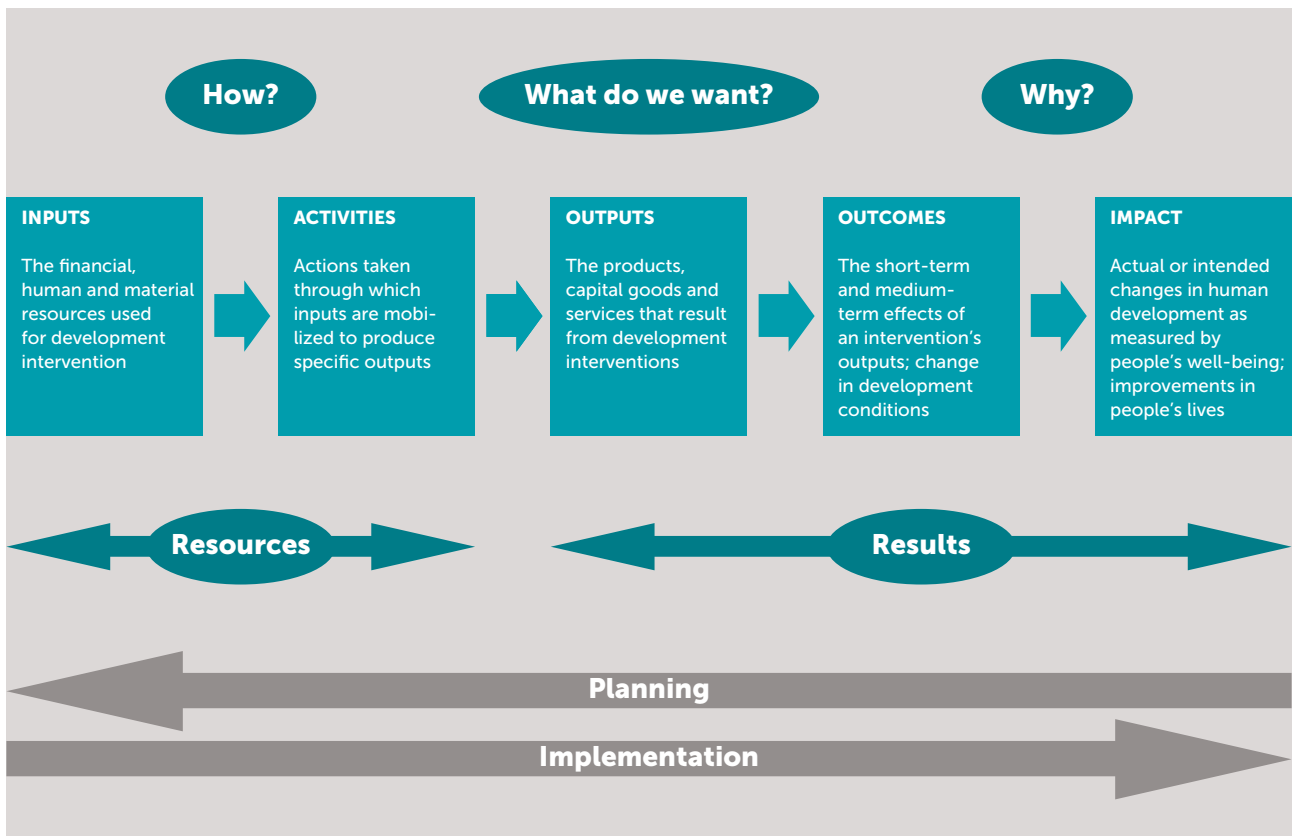 How?
What do we want?
Why?
INPUTS
The financial,
human and material
resources used
for development
intervention
ACTIVITIES
Actions taken
through which
inputs are mobi-
lized to produce
specific outputs
OUTPUTS
The products,
capital goods and
services that result
from development
interventions
OUTCOMES
The short-term
and medium-
term effects of
an intervention’s
outputs; change
in development
conditions
IMPACT
Actual or intended
changes in human
development as
measured by
people’s well-being;
improvements in
people’s lives
Resources
Results
Planning
Implementation